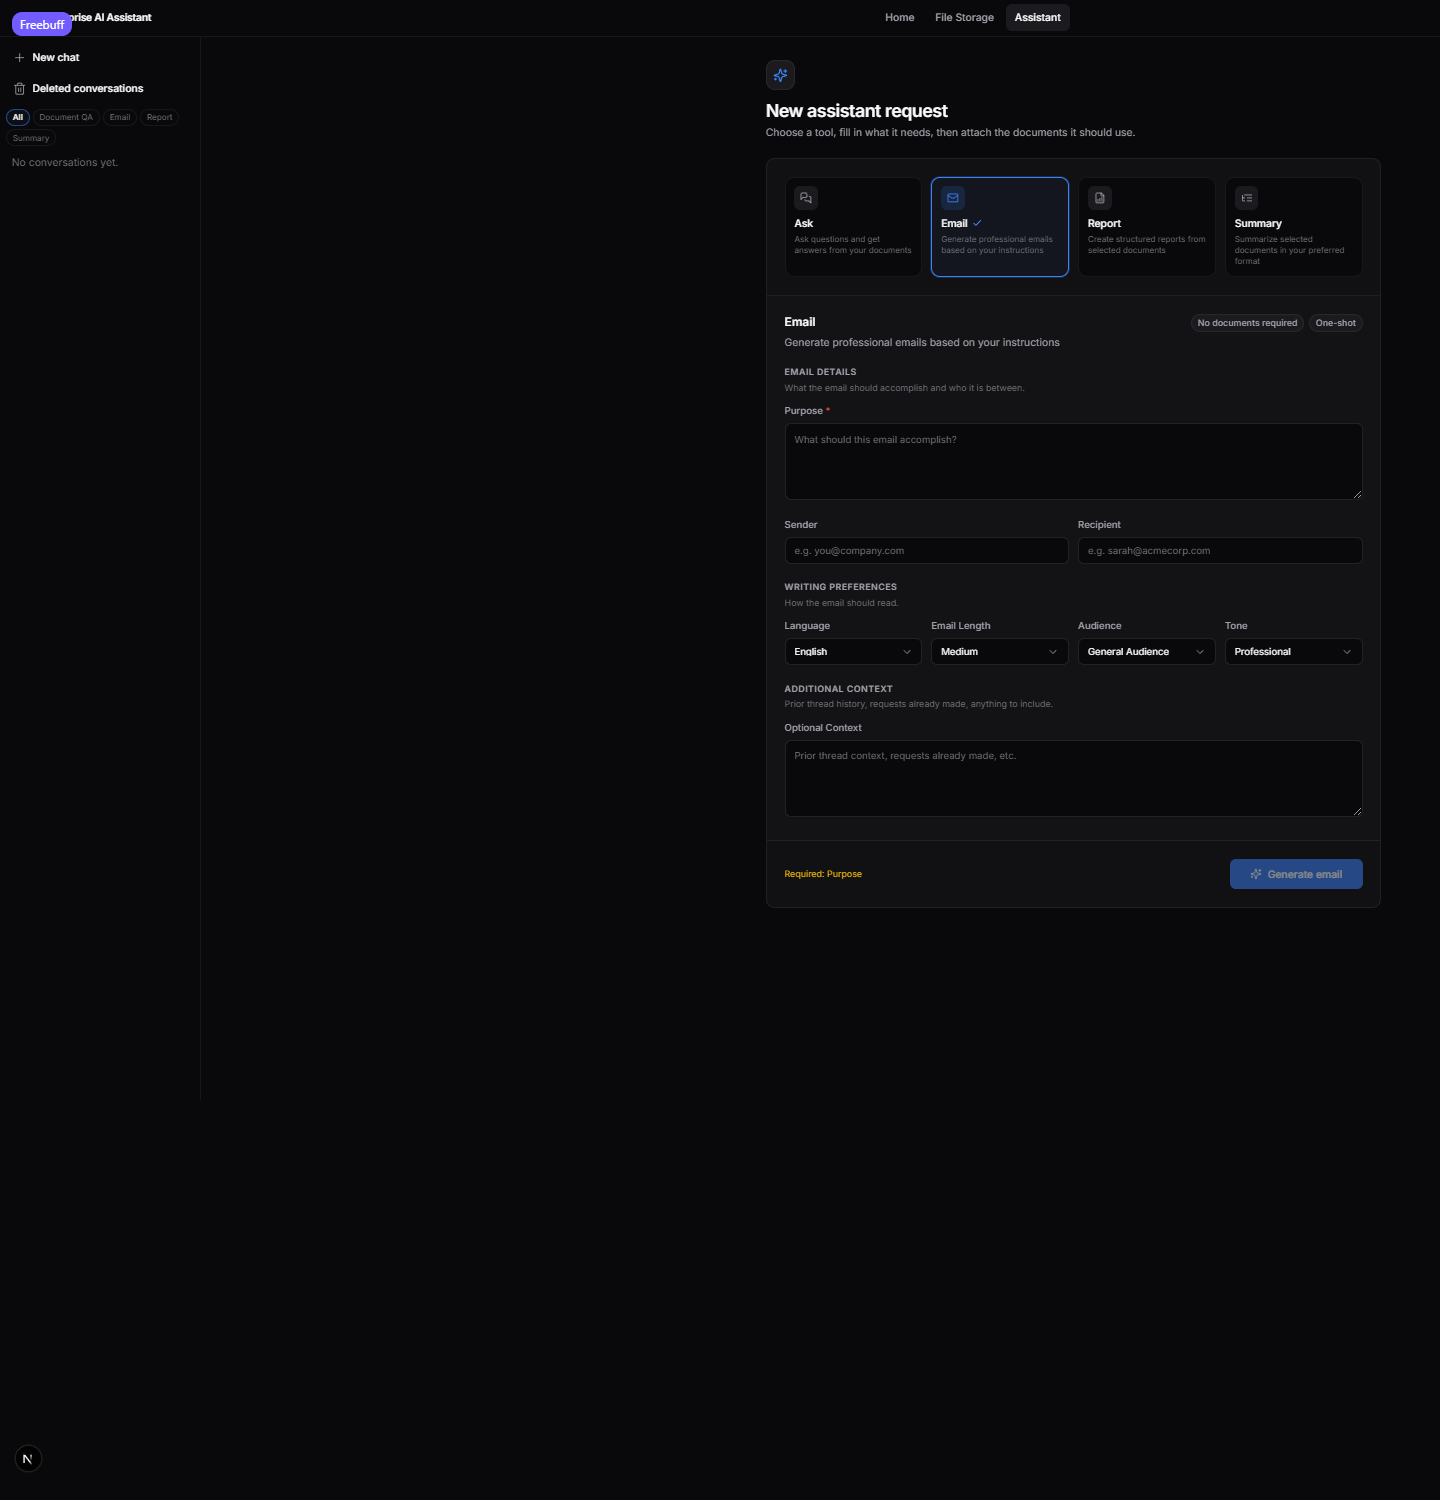 Freebuff
prise AI Assistant
Home
File Storage
Assistant
New chat
Deleted conversations
All
Document QA
Email
Report
Summary
No conversations yet.
New assistant request
Choose a tool, fill in what it needs, then attach the documents it should use.
Ask
Ask questions and get
answers from your documents
Email
Generate professional emails
based on your instructions
Report
Create structured reports from
selected documents
Summary
Summarize selected
documents in your preferred
format
Email
No documents required
One-shot
Generate professional emails based on your instructions
EMAIL DETAILS
What the email should accomplish and who it is between.
Purpose *
What should this email accomplish?
Sender
Recipient
e.g. you@company.com
e.g. sarah@acmecorp.com
WRITING PREFERENCES
How the email should read.
Language
Email Length
Audience
Tone
English
Medium
General Audience
Professional
ADDITIONAL CONTEXT
Prior thread history, requests already made, anything to include.
Optional Context
Prior thread context, requests already made, etc.
Required: Purpose
Generate email
N